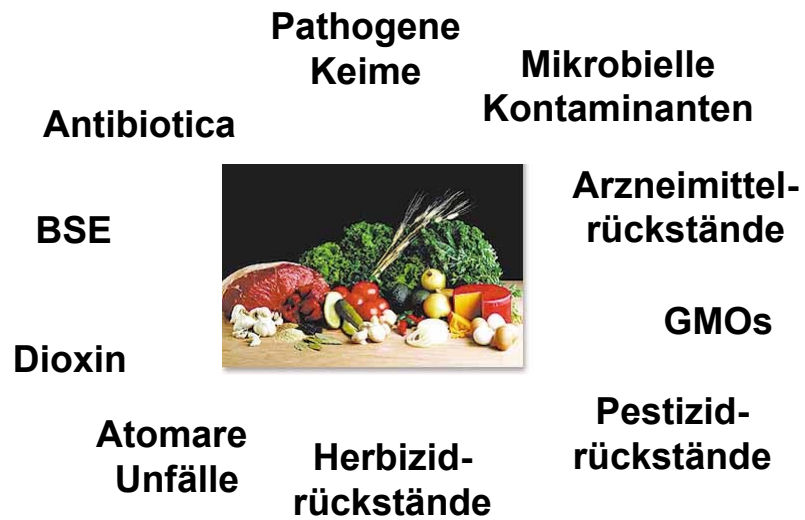 Pathogene
Keime
Mikrobielle
Kontaminanten
Antibiotica
Arzneimittel-
rückstände
BSE
GMOs
Dioxin
Pestizid-
rückstände
Atomare
Unfälle
Herbizid-
rückstände